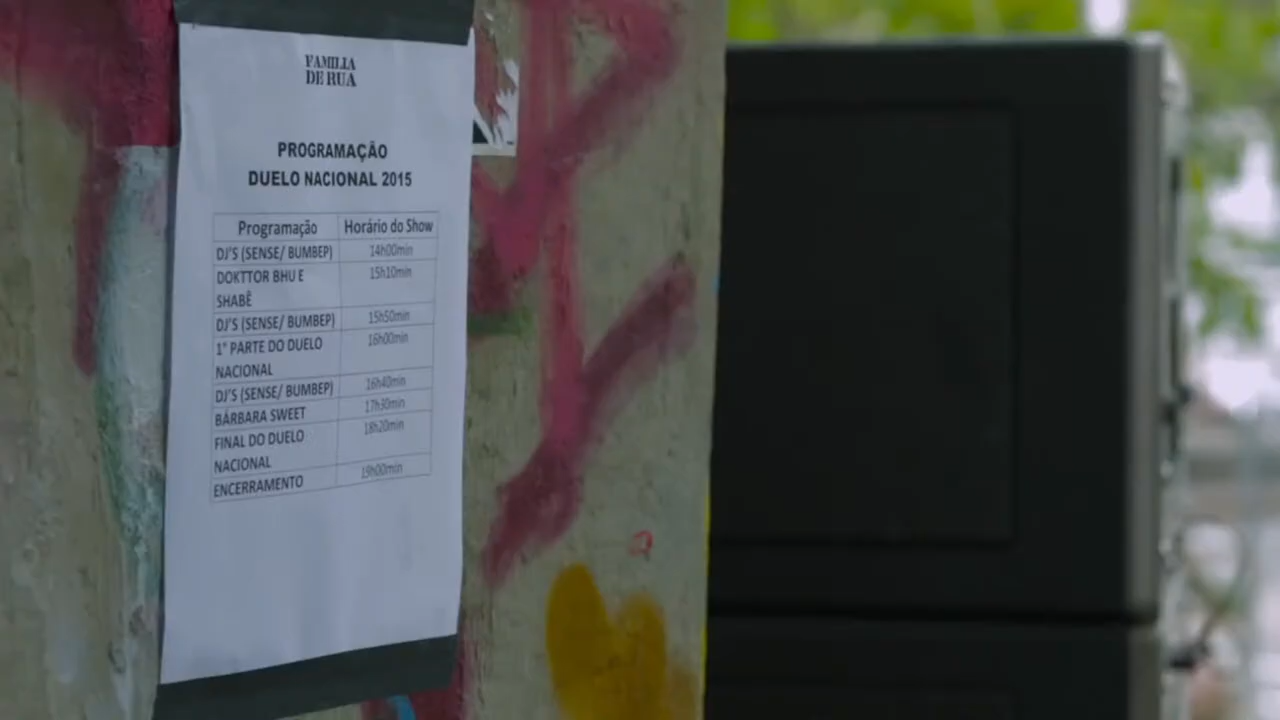 FAMILIA
DE RUA
PROGRAMAÇÃO
DUELO NACIONAL 2015
Programação Horário do Show
DJ'S (SENSE/ BUMBEP) 14h00min
DOKTTOR BHU E 15h10min
SHABÊ
DJ'S (SENSE/ BUMBEP) 15h50min
1° PARTE DO DUELO 16h00min
NACIONAL
DJ'S (SENSE/ BUMBEP) 16h40min
BÁRBARA SWEET 17h30min
FINAL DO DUELO 18h20min
NACIONAL
ENCERRAMENTO 19h00min